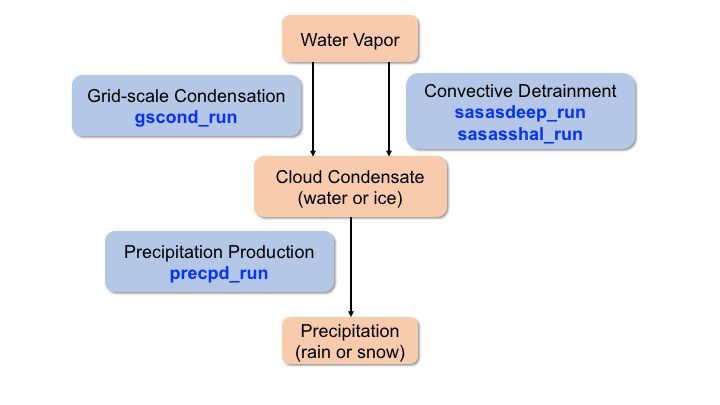 Water Vapor
Grid-scale Condensation
gscond_run
Convective Detrainment
sasasdeep_run
sasasshal_run
Cloud Condensate
(water or ice)
Precipitation Production
precpd_run
Precipitation
(rain or snow)